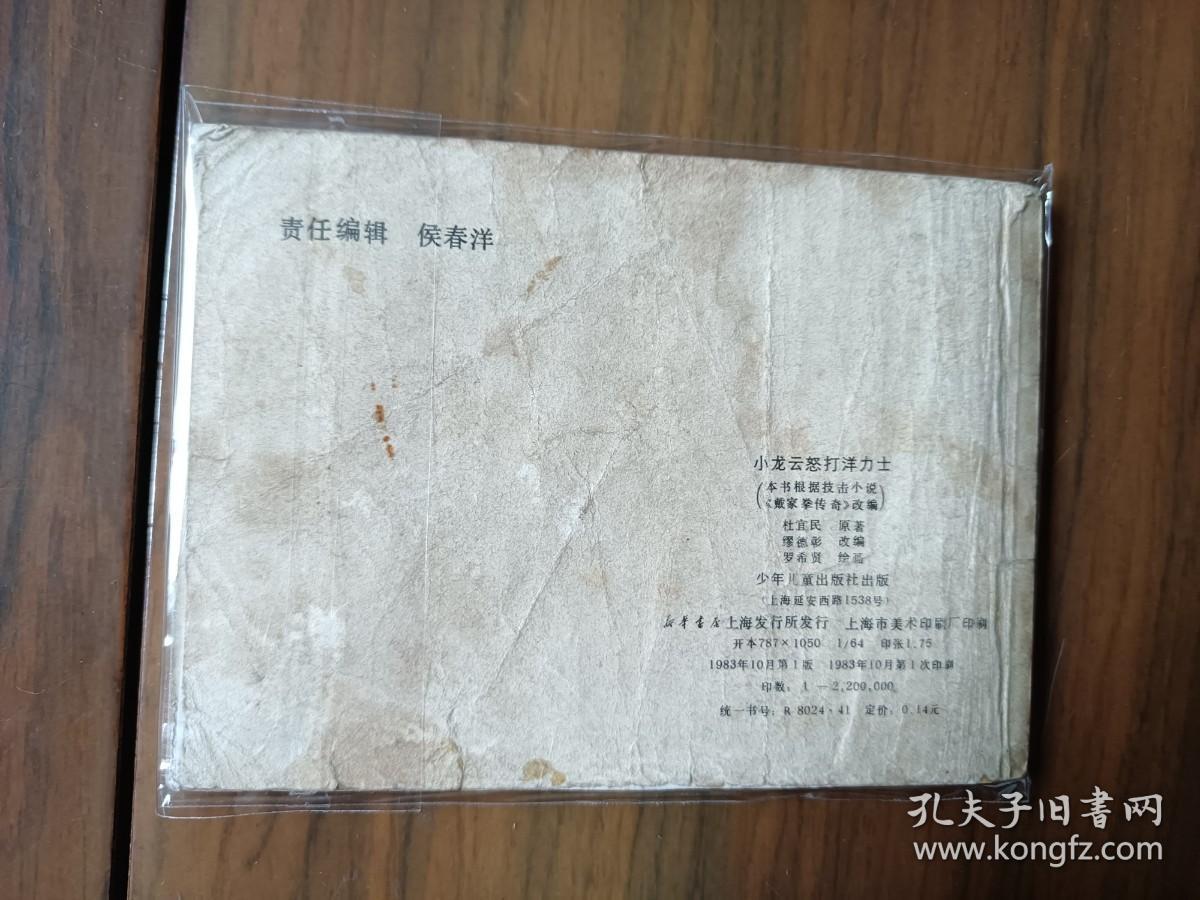 责任编辑　侯春洋
小龙云怒打洋力士
(本书根据技击小说
《戴家拳传奇》改编)
杜宜民　原著
缪德彰　改编
罗希贤　绘画
少年儿童出版社出版
(上海延安西路1538号)
新华书店上海发行所发行　上海市美术印刷厂印刷
开本787×1050　1/64　印张1.75
1983年10月第1版　1983年10月第1次印刷
印数：1—2,200,000
统一书号：R 8024·41　定价：0.14元
孔夫子旧书网
www.kongfz.com